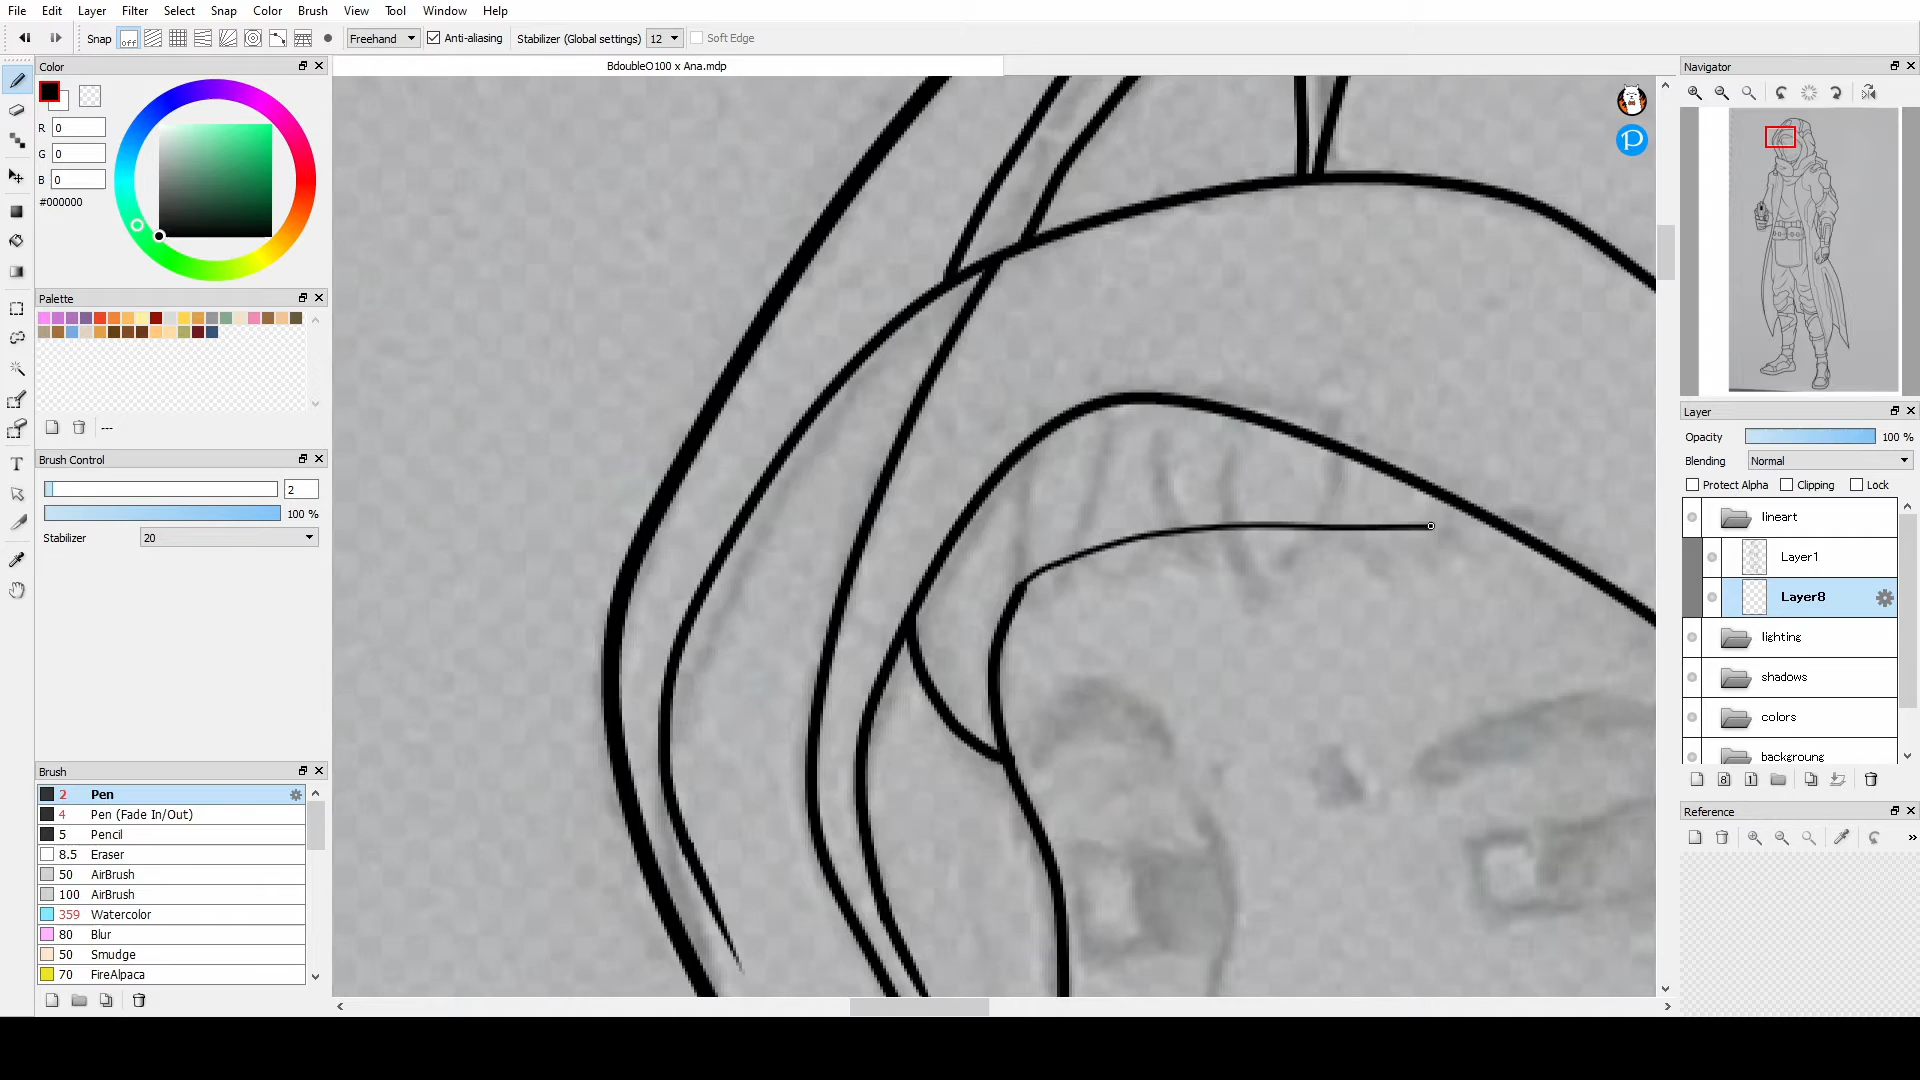 File Edit Layer Filter Select Snap Color Brush View Tool Window Help
Snap off Freehand Anti-aliasing Stabilizer (Global settings) 12 Soft Edge
Color
BdoubleO100 x Ana.mdp
Navigator
R 0
G 0
B 0
#000000
Palette
---
Brush Control
2
100 %
Stabilizer 20
Brush
2 Pen
4 Pen (Fade In/Out)
5 Pencil
8.5 Eraser
50 AirBrush
100 AirBrush
359 Watercolor
80 Blur
50 Smudge
70 FireAlpaca
Layer
Opacity 100 %
Blending Normal
Protect Alpha Clipping Lock
lineart
Layer1
Layer8
lighting
shadows
colors
backgroung
8 1
Reference